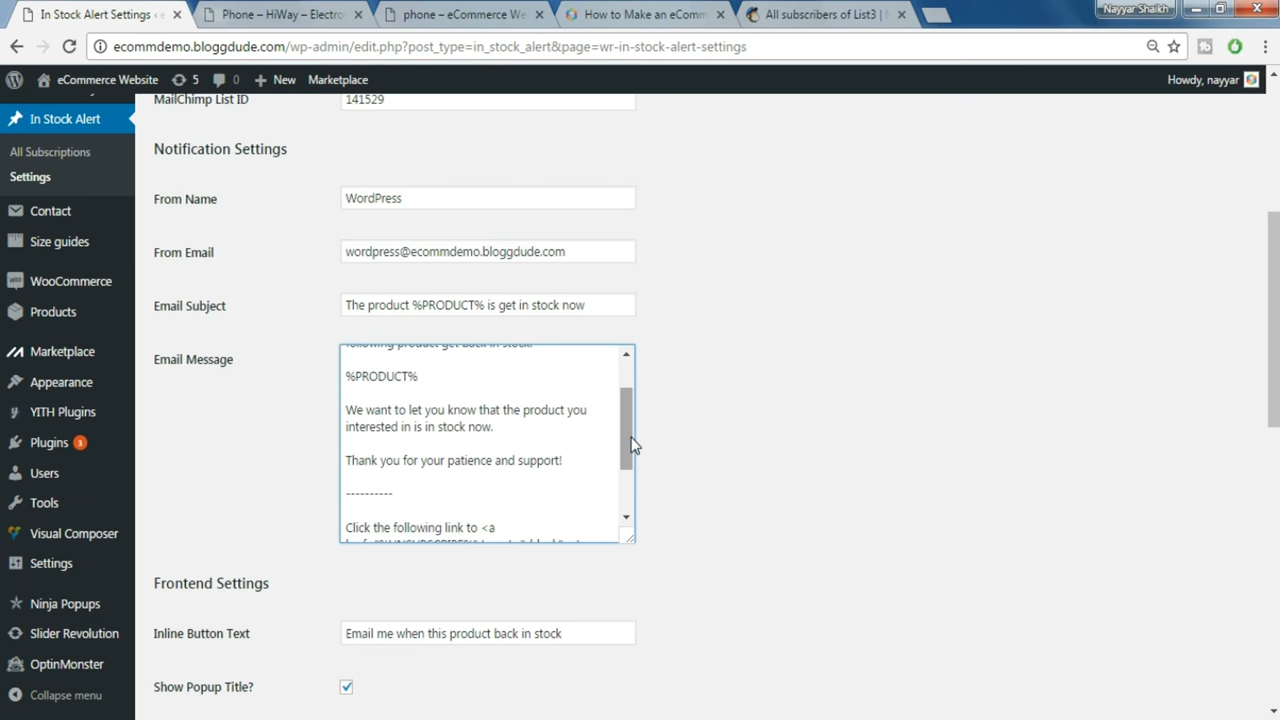 In Stock Alert Settings ‹ e
Phone – HiWay – Electro
phone – eCommerce We
How to Make an eComm
All subscribers of List3 |
Nayyar Shaikh
ecommdemo.bloggdude.com/wp-admin/edit.php?post_type=in_stock_alert&page=wr-in-stock-alert-settings
eCommerce Website
5
0
New
Marketplace
Howdy, nayyar
In Stock Alert
All Subscriptions
Settings
Contact
Size guides
WooCommerce
Products
Marketplace
Appearance
YITH Plugins
Plugins 3
Users
Tools
Visual Composer
Settings
Ninja Popups
Slider Revolution
OptinMonster
Collapse menu
MailChimp List ID
141529
Notification Settings
From Name
WordPress
From Email
wordpress@ecommdemo.bloggdude.com
Email Subject
The product %PRODUCT% is get in stock now
Email Message
following product get back in stock:
%PRODUCT%
We want to let you know that the product you
interested in is in stock now.
Thank you for your patience and support!
----------
Click the following link to <a
Frontend Settings
Inline Button Text
Email me when this product back in stock
Show Popup Title?